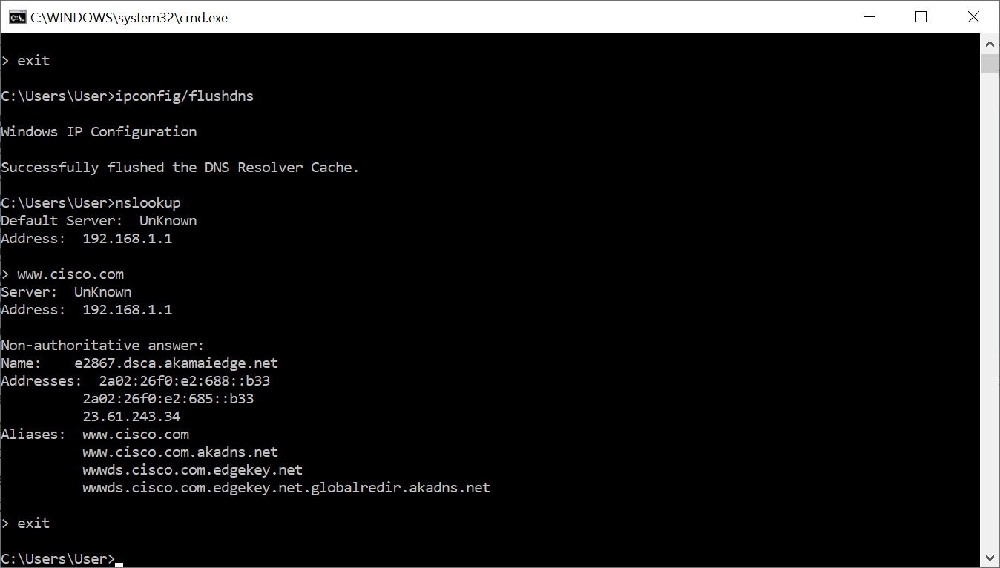 C:\WINDOWS\system32\cmd.exe
> exit
C:\Users\User>ipconfig/flushdns
Windows IP Configuration
Successfully flushed the DNS Resolver Cache.
C:\Users\User>nslookup
Default Server:  UnKnown
Address:  192.168.1.1
> www.cisco.com
Server:  UnKnown
Address:  192.168.1.1
Non-authoritative answer:
Name:    e2867.dsca.akamaiedge.net
Addresses:  2a02:26f0:e2:688::b33
2a02:26f0:e2:685::b33
23.61.243.34
Aliases:  www.cisco.com
www.cisco.com.akadns.net
wwwds.cisco.com.edgekey.net
wwwds.cisco.com.edgekey.net.globalredir.akadns.net
> exit
C:\Users\User>